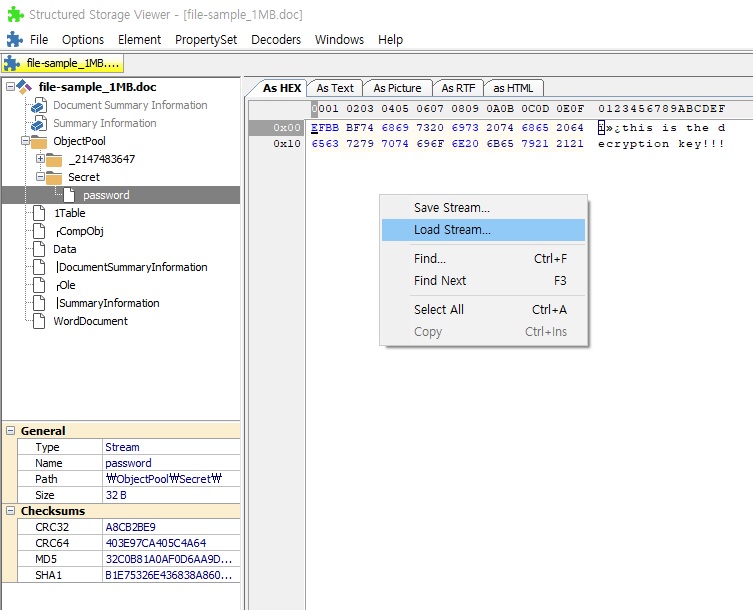 Structured Storage Viewer - [file-sample_1MB.doc]
File Options Element PropertySet Decoders Windows Help
file-sample_1MB....
file-sample_1MB.doc
Document Summary Information
Summary Information
ObjectPool
_2147483647
Secret
password
1Table
┌CompObj
Data
|DocumentSummaryInformation
┌Ole
|SummaryInformation
WordDocument
General
Type Stream
Name password
Path ₩ObjectPool₩Secret₩
Size 32 B
Checksums
CRC32 A8CB2BE9
CRC64 403E97CA405C4A64
MD5 32C0B81A0AF0D6AA9D...
SHA1 B1E75326E436838A860...
As HEX As Text As Picture As RTF as HTML
0001 0203 0405 0607 0809 0A0B 0C0D 0E0F 0123456789ABCDEF
0x00 EFBB BF74 6869 7320 6973 2074 6865 2064 ï»¿this is the d
0x10 6563 7279 7074 696F 6E20 6B65 7921 2121 ecryption key!!!
Save Stream...
Load Stream...
Find... Ctrl+F
Find Next F3
Select All Ctrl+A
Copy Ctrl+Ins